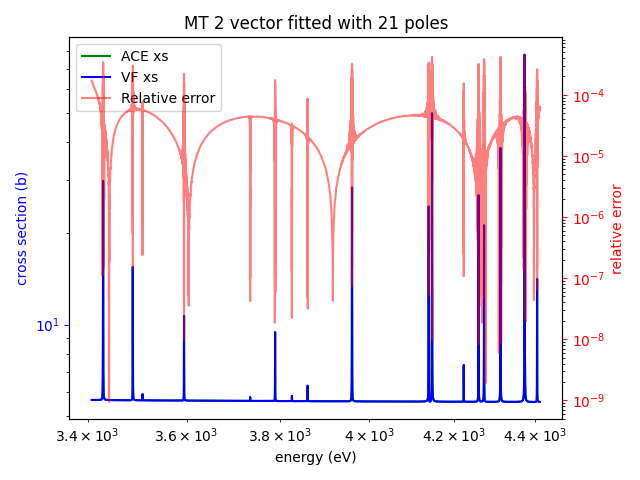 MT 2 vector fitted with 21 poles
ACE xs
VF xs
Relative error
cross section (b)
10¹
10⁻⁴
10⁻⁵
10⁻⁶
10⁻⁷
10⁻⁸
10⁻⁹
relative error
3.4 × 10³ 3.6 × 10³ 3.8 × 10³ 4 × 10³ 4.2 × 10³ 4.4 × 10³
energy (eV)